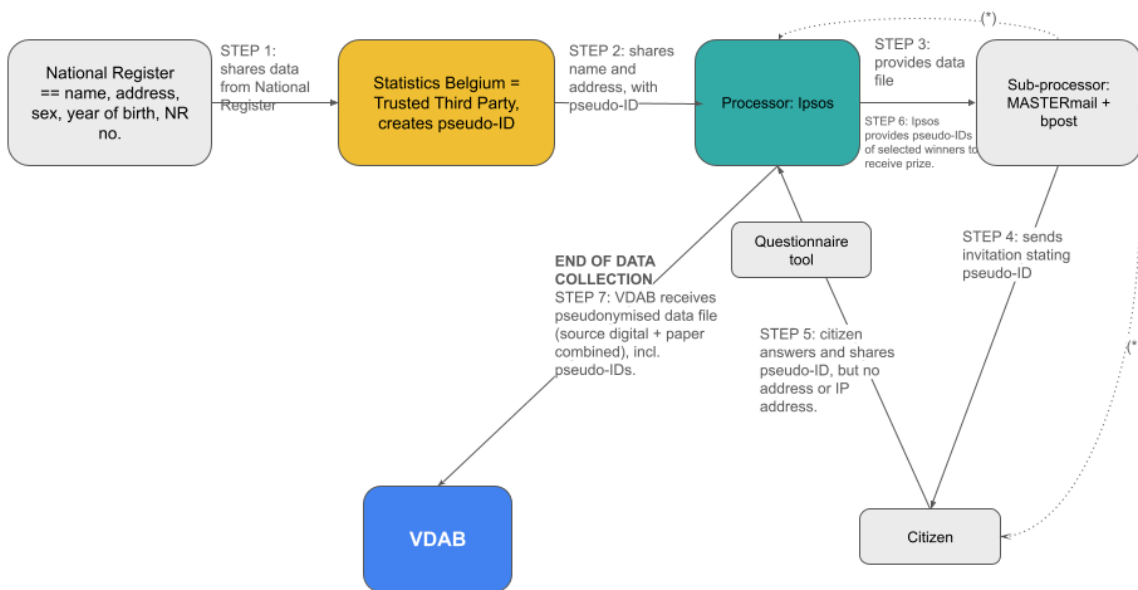 (*)
STEP 1:
shares data
from National
Register
STEP 2: shares
name and
address, with
pseudo-ID
STEP 3:
provides data
file
National Register
== name, address,
sex, year of birth, NR
no.
Statistics Belgium =
Trusted Third Party,
creates pseudo-ID
Processor: Ipsos
Sub-processor:
MASTERmail +
bpost
STEP 6: Ipsos
provides pseudo-IDs
of selected winners to
receive prize.
Questionnaire
tool
STEP 4: sends
invitation stating
pseudo-ID
END OF DATA
COLLECTION
STEP 7: VDAB receives
pseudonymised data file
(source digital + paper
combined), incl.
pseudo-IDs.
STEP 5: citizen
answers and shares
pseudo-ID, but no
address or IP
address.
(*
VDAB
Citizen